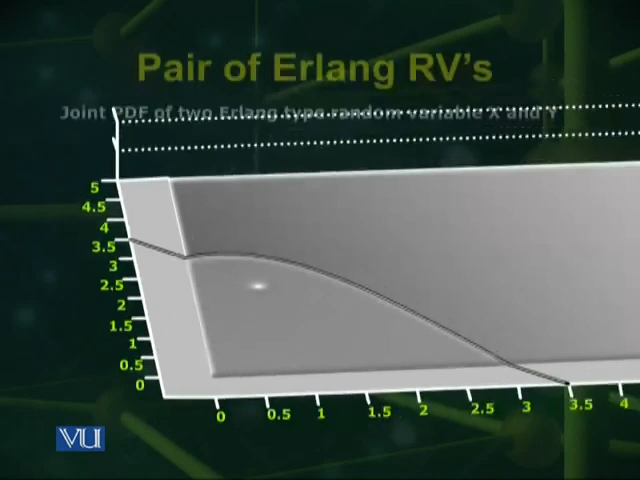 Pair of Erlang RV's
Joint PDF of two Erlang type random variable X and Y
5
4.5
4
3.5
3
2.5
2
1.5
1
0.5
0
0 0.5 1 1.5 2 2.5 3 3.5 4
VU